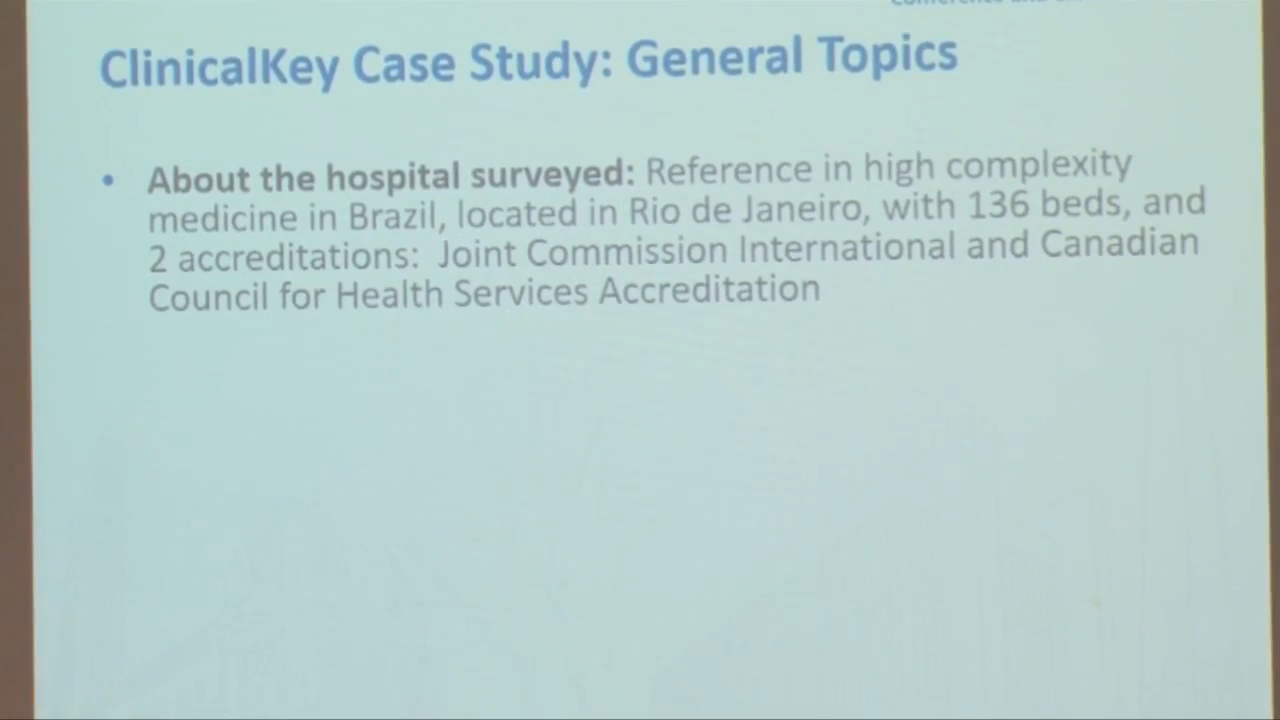 ClinicalKey Case Study: General Topics
• About the hospital surveyed: Reference in high complexity
medicine in Brazil, located in Rio de Janeiro, with 136 beds, and
2 accreditations: Joint Commission International and Canadian
Council for Health Services Accreditation